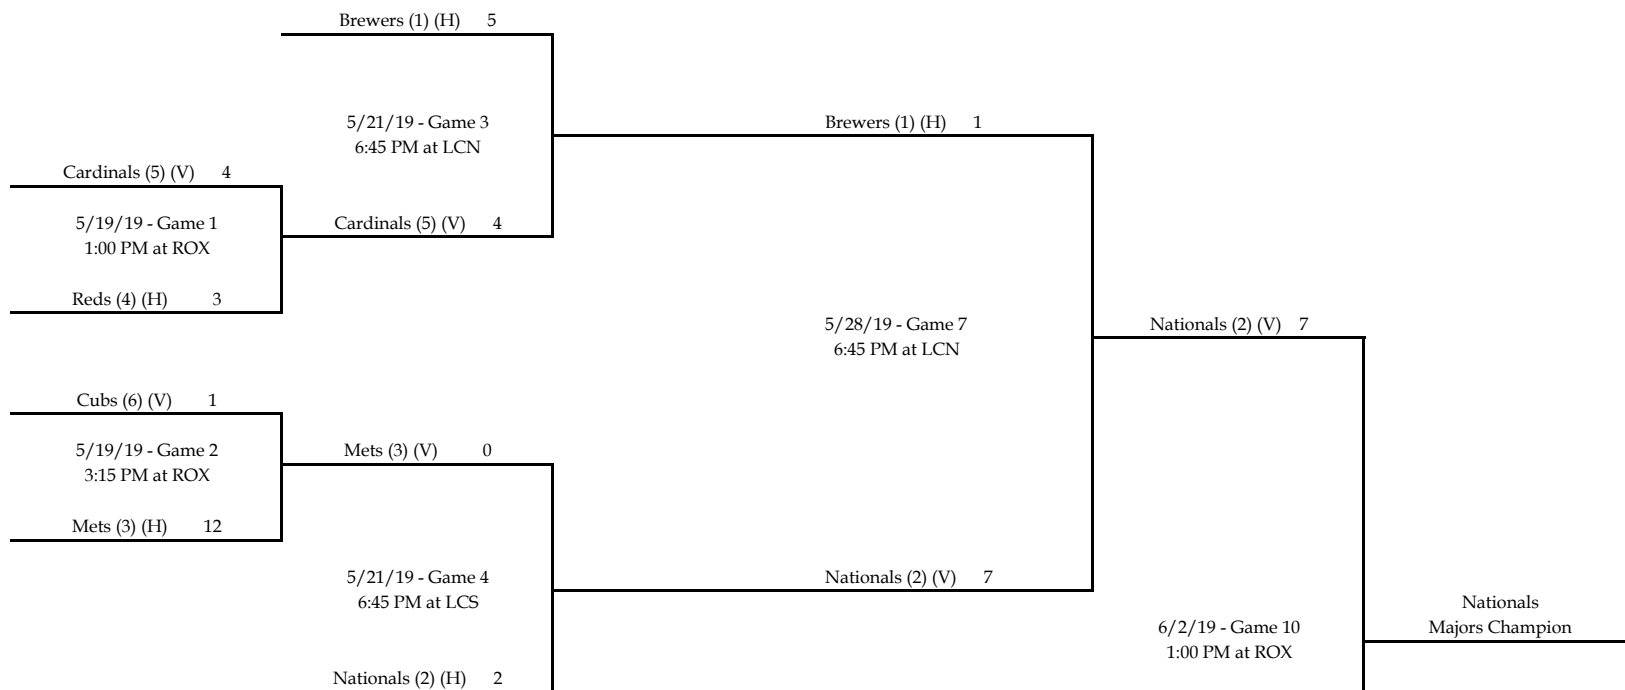 Brewers (1) (H) 5
5/21/19 - Game 3
6:45 PM at LCN
Brewers (1) (H) 1
Cardinals (5) (V) 4
5/19/19 - Game 1
1:00 PM at ROX
Cardinals (5) (V) 4
Reds (4) (H) 3
5/28/19 - Game 7
6:45 PM at LCN
Nationals (2) (V) 7
Cubs (6) (V) 1
5/19/19 - Game 2
3:15 PM at ROX
Mets (3) (V) 0
Mets (3) (H) 12
5/21/19 - Game 4
6:45 PM at LCS
Nationals (2) (V) 7
Nationals
Majors Champion
6/2/19 - Game 10
1:00 PM at ROX
Nationals (2) (H) 2